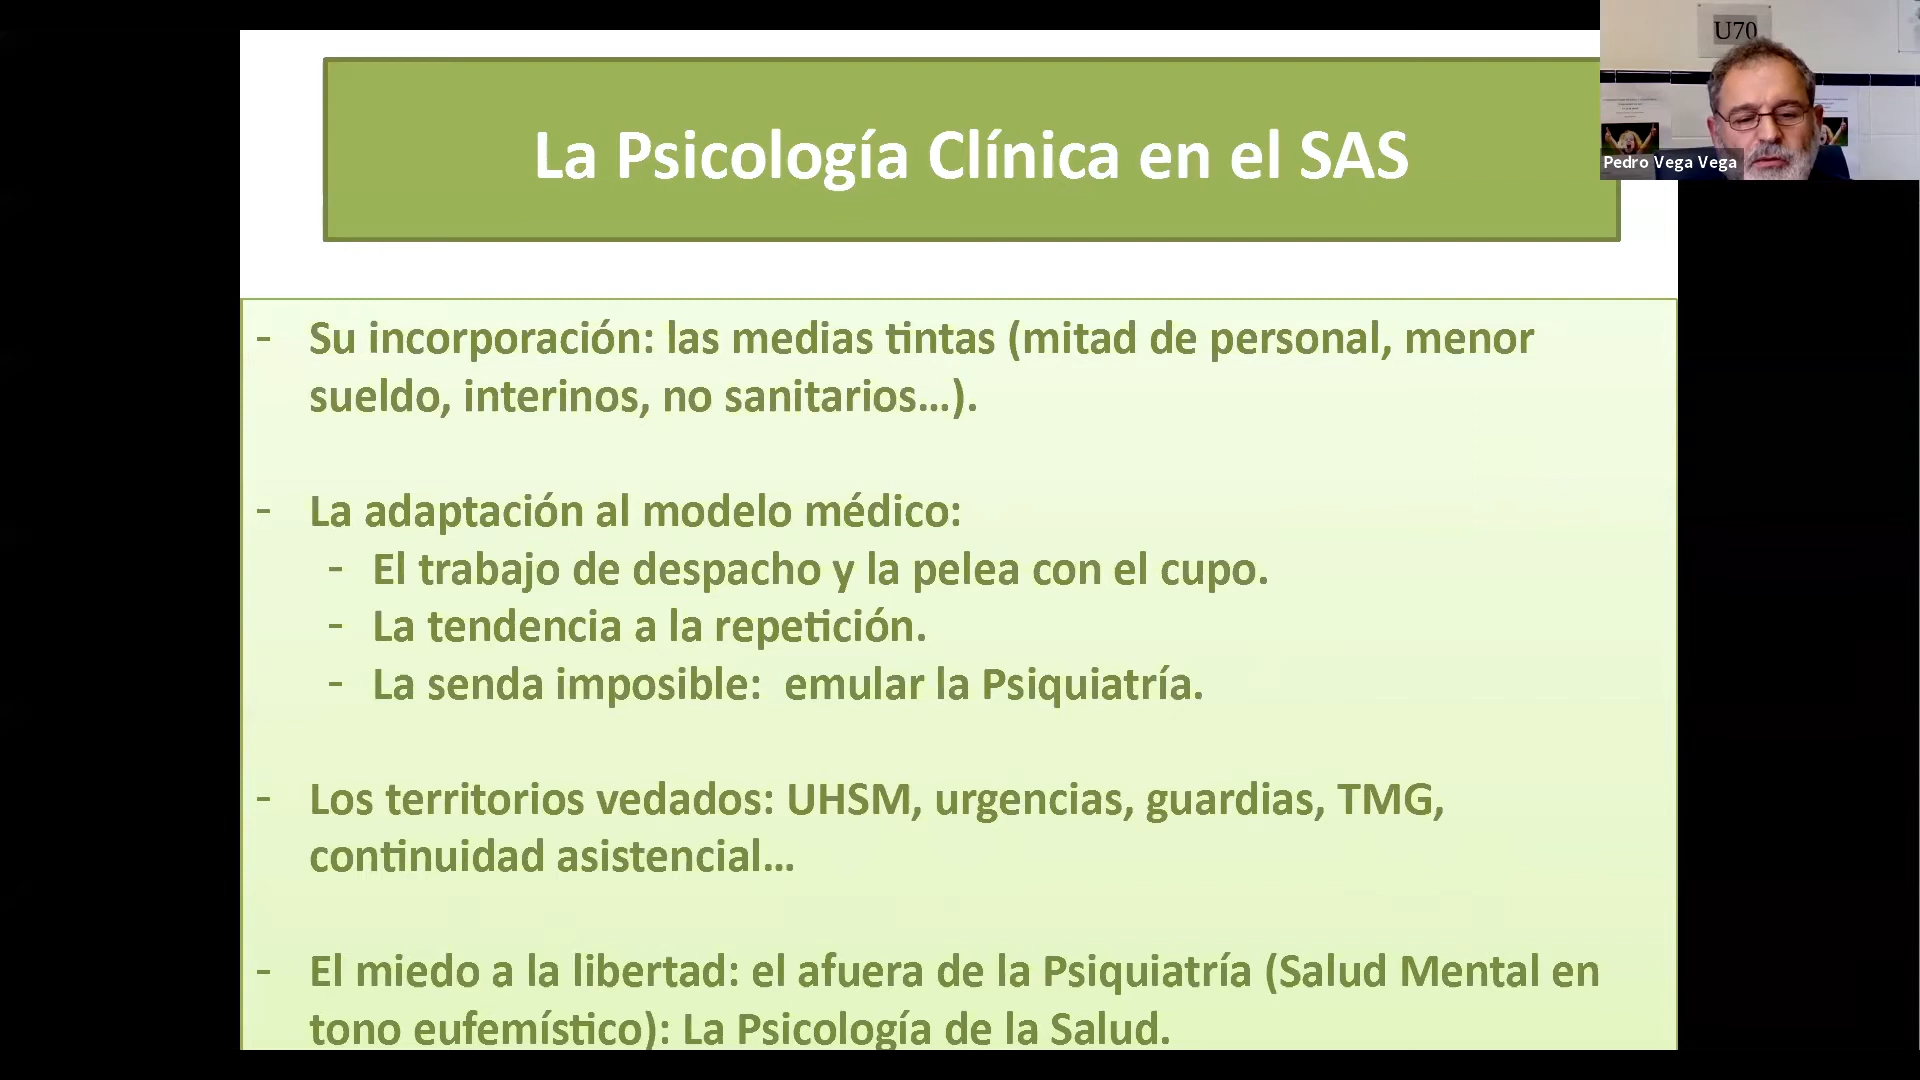 La Psicología Clínica en el SAS
U70
Pedro Vega Vega
- Su incorporación: las medias tintas (mitad de personal, menor
sueldo, interinos, no sanitarios…).
- La adaptación al modelo médico:
- El trabajo de despacho y la pelea con el cupo.
- La tendencia a la repetición.
- La senda imposible:  emular la Psiquiatría.
- Los territorios vedados: UHSM, urgencias, guardias, TMG,
continuidad asistencial…
- El miedo a la libertad: el afuera de la Psiquiatría (Salud Mental en
tono eufemístico): La Psicología de la Salud.